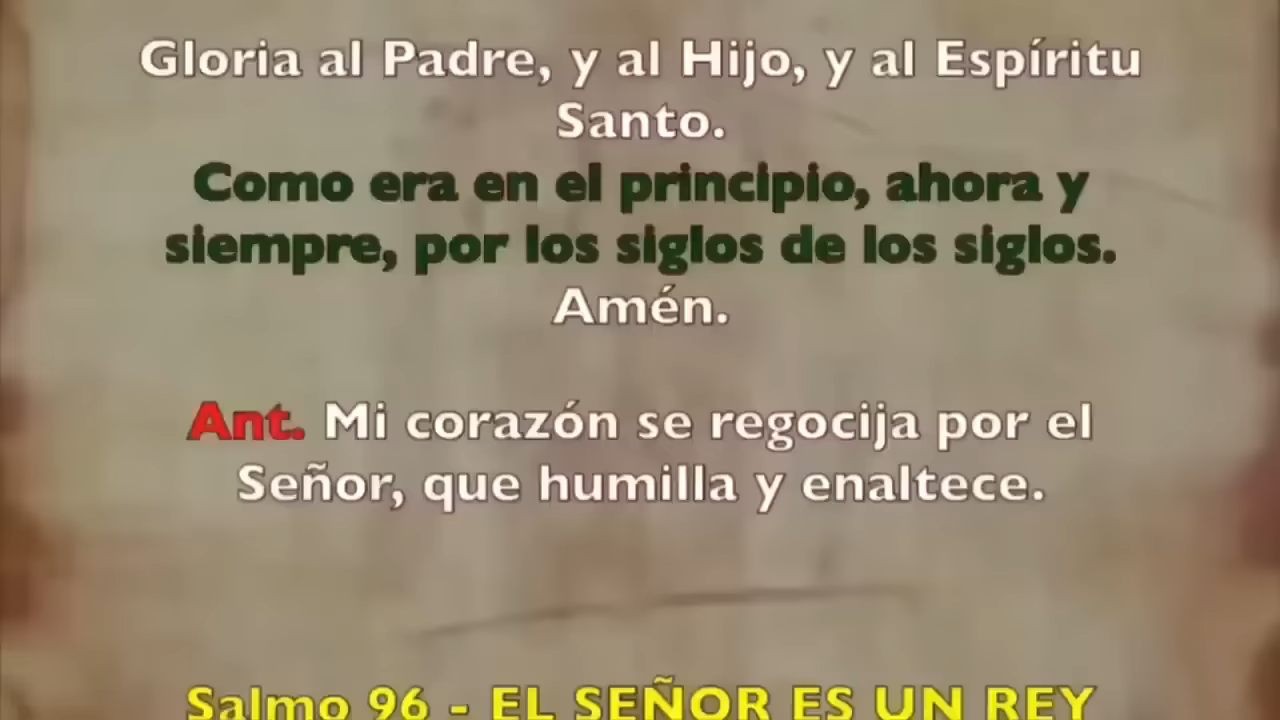 Gloria al Padre, y al Hijo, y al Espíritu
Santo.
Como era en el principio, ahora y
siempre, por los siglos de los siglos.
Amén.
Ant. Mi corazón se regocija por el
Señor, que humilla y enaltece.
Salmo 96 - EL SEÑOR ES UN REY